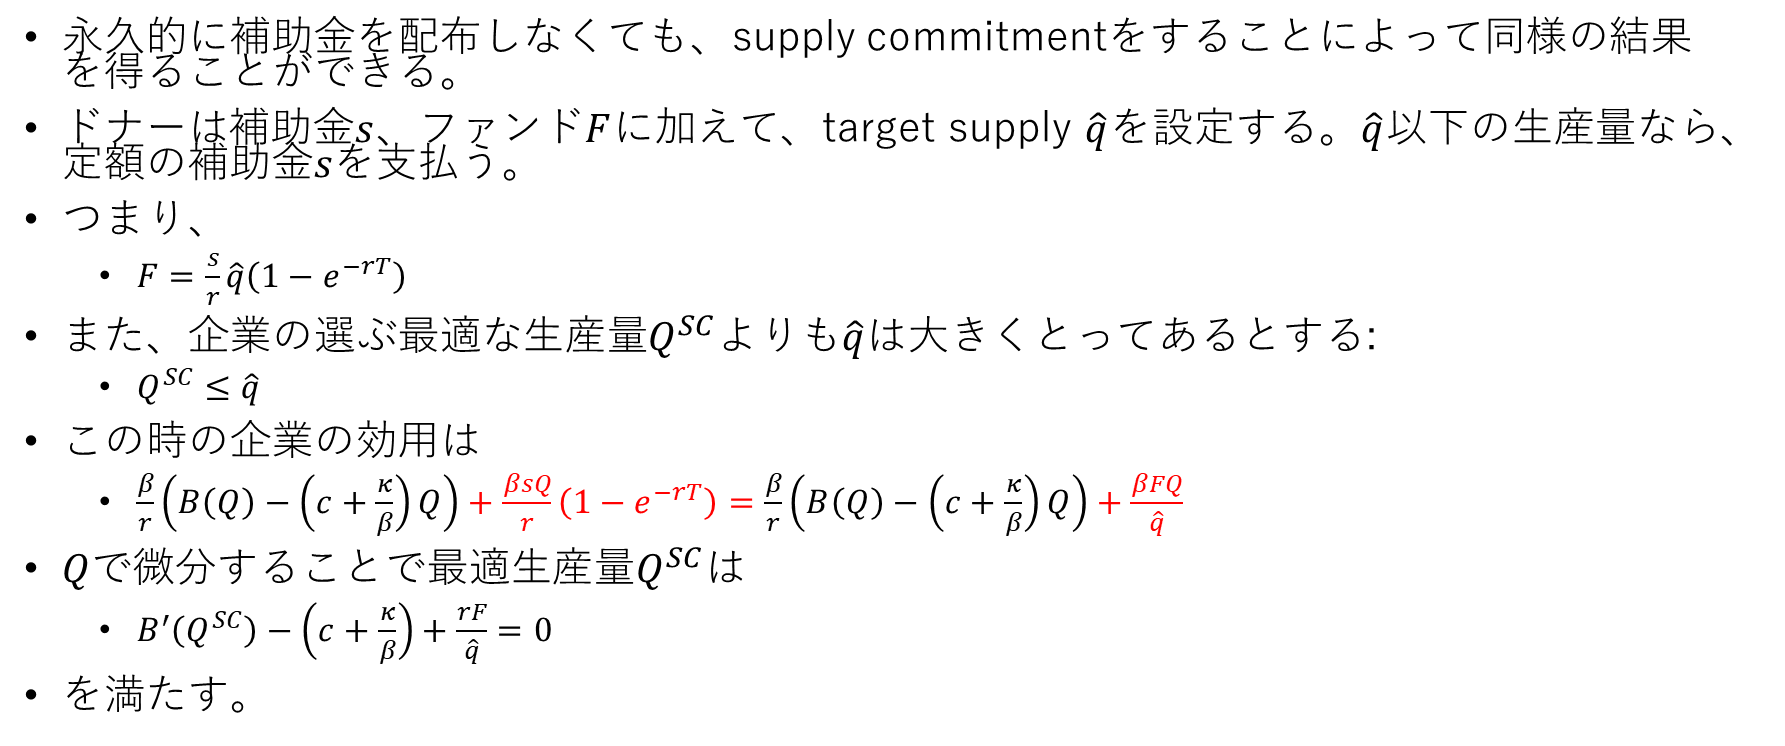 • 永久的に補助金を配布しなくても、supply commitmentをすることによって同様の結果
を得ることができる。
• ドナーは補助金s、ファンドFに加えて、target supply q̂を設定する。q̂以下の生産量なら、
定額の補助金sを支払う。
• つまり、
• F = s/r q̂(1 − e^{−rT})
• また、企業の選ぶ最適な生産量Q^{SC}よりもq̂は大きくとってあるとする:
• Q^{SC} ≤ q̂
• この時の企業の効用は
• β/r (B(Q) − (c + κ/β) Q) + βsQ/r (1 − e^{−rT}) = β/r (B(Q) − (c + κ/β) Q) + βFQ/q̂
• Qで微分することで最適生産量Q^{SC}は
• B′(Q^{SC}) − (c + κ/β) + rF/q̂ = 0
• を満たす。